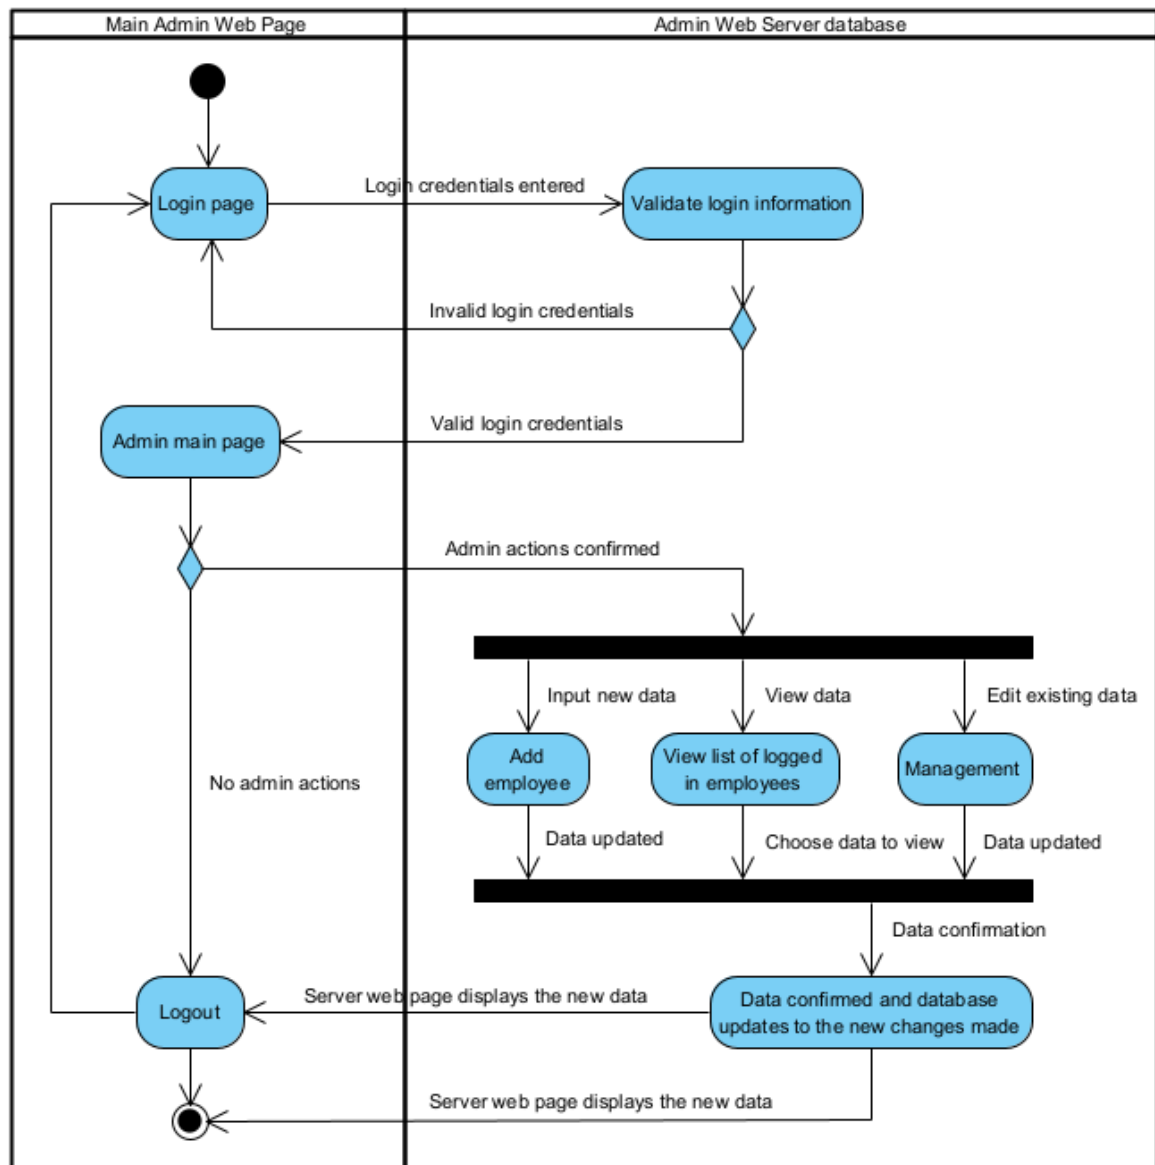 Main Admin Web Page
Admin Web Server database
Login page
Login credentials entered
Validate login information
Invalid login credentials
Valid login credentials
Admin main page
Admin actions confirmed
Input new data
View data
Edit existing data
Add
employee
View list of logged
in employees
Management
No admin actions
Data updated
Choose data to view
Data updated
Data confirmation
Logout
Server web page displays the new data
Data confirmed and database
updates to the new changes made
Server web page displays the new data